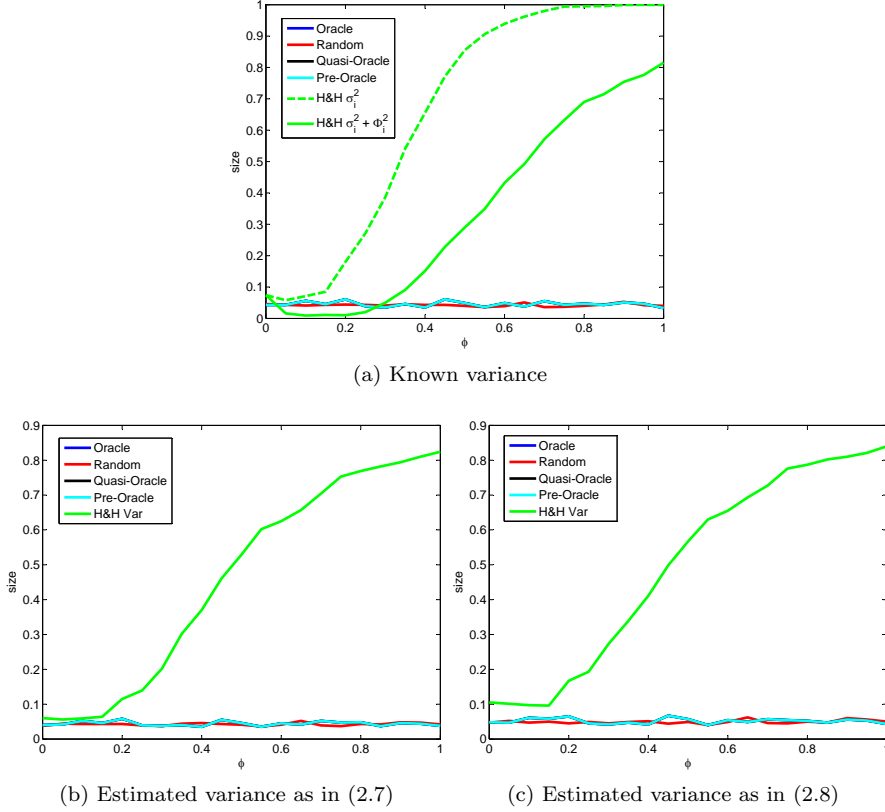 1
0.9
0.8
0.7
0.6
0.5
0.4
0.3
0.2
0.1
0
size
Oracle
Random
Quasi-Oracle
Pre-Oracle
H&H σ_i^2
H&H σ_i^2 + Φ_i^2
0 0.2 0.4 0.6 0.8 1
ϕ
(a) Known variance
0.9
0.8
0.7
0.6
0.5
0.4
0.3
0.2
0.1
0
size
Oracle
Random
Quasi-Oracle
Pre-Oracle
H&H Var
0 0.2 0.4 0.6 0.8 1
ϕ
(b) Estimated variance as in (2.7)
0.9
0.8
0.7
0.6
0.5
0.4
0.3
0.2
0.1
0
size
Oracle
Random
Quasi-Oracle
Pre-Oracle
H&H Var
0 0.2 0.4 0.6 0.8 1
ϕ
(c) Estimated variance as in (2.8)